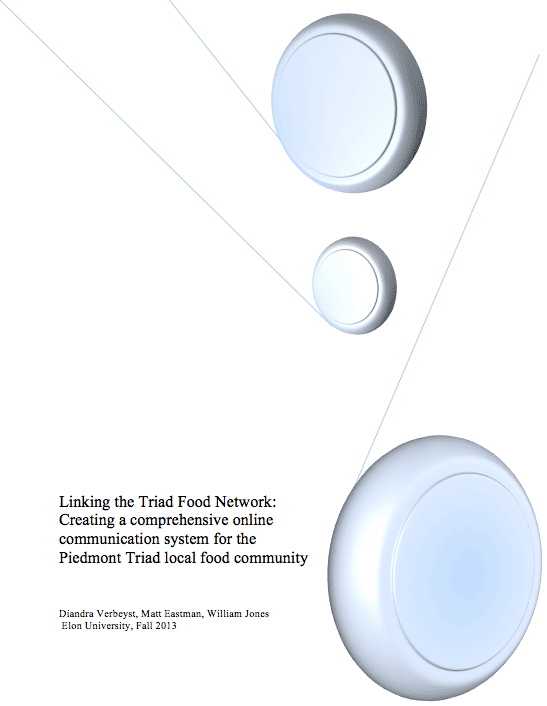 Linking the Triad Food Network:
Creating a comprehensive online
communication system for the
Piedmont Triad local food community
Diandra Verbeyst, Matt Eastman, William Jones
Elon University, Fall 2013